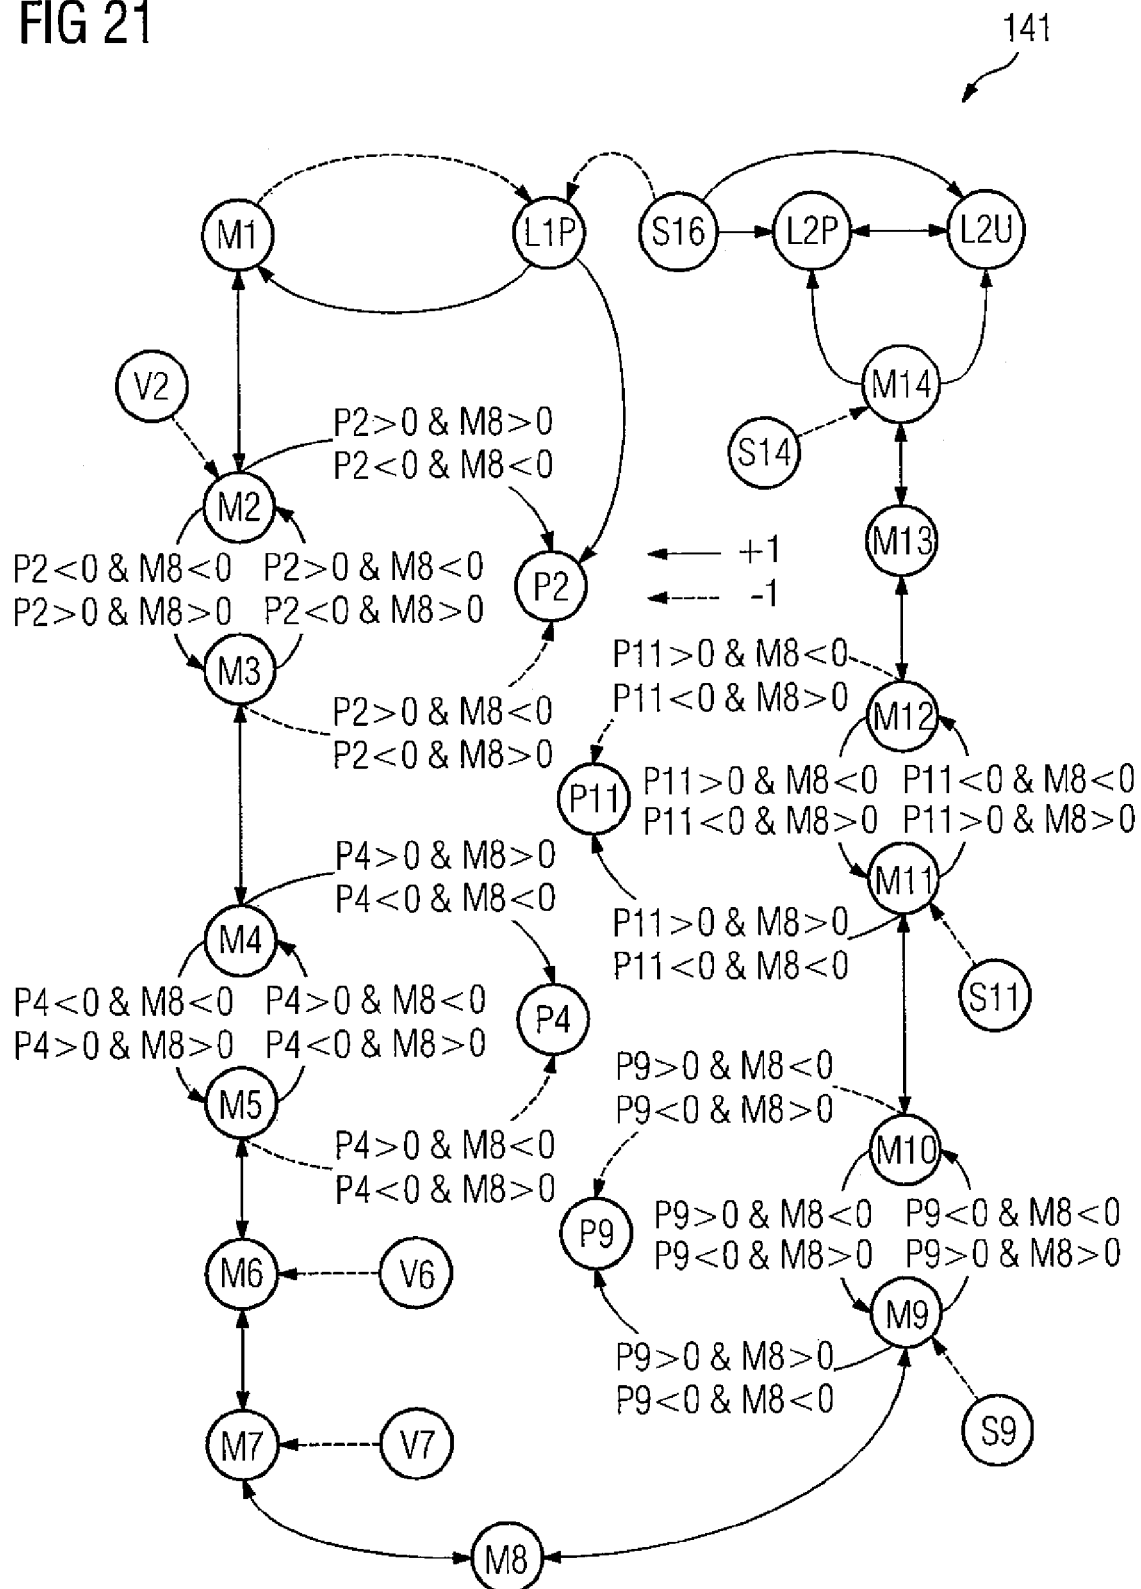 FIG 21
141
M1
L1P
S16
L2P
L2U
V2
M14
P2>0 & M8>0
P2<0 & M8<0
S14
M2
M13
P2<0 & M8<0
P2>0 & M8<0
P2>0 & M8>0
P2<0 & M8>0
P2
+1
-1
M3
P11>0 & M8<0
P11<0 & M8>0
P2>0 & M8<0
P2<0 & M8>0
M12
P11
P11>0 & M8<0
P11<0 & M8<0
P11<0 & M8>0
P11>0 & M8>0
P4>0 & M8>0
P4<0 & M8<0
M11
P11>0 & M8>0
P11<0 & M8<0
M4
S11
P4<0 & M8<0
P4>0 & M8<0
P4>0 & M8>0
P4<0 & M8>0
P4
P9>0 & M8<0
P9<0 & M8>0
M5
P4>0 & M8<0
P4<0 & M8>0
M10
P9
P9>0 & M8<0
P9<0 & M8<0
P9<0 & M8>0
P9>0 & M8>0
M6
V6
M9
P9>0 & M8>0
P9<0 & M8<0
M7
V7
S9
M8